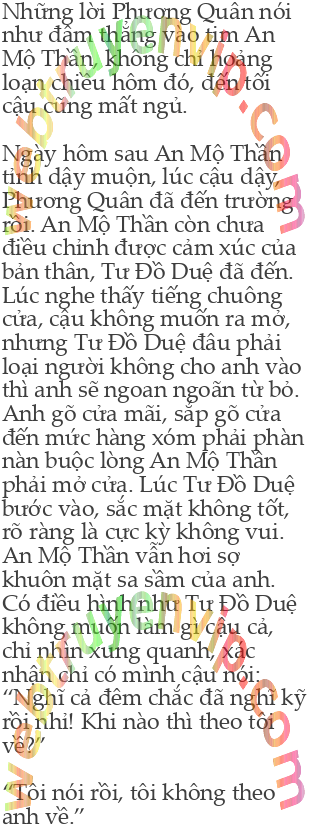 Những lời Phương Quân nói
như đâm thẳng vào tim An
Mộ Thần, không chỉ hoảng
loạn chiều hôm đó, đến tối
cậu cũng mất ngủ.
Ngày hôm sau An Mộ Thần
tỉnh dậy muộn, lúc cậu dậy,
Phương Quân đã đến trường
rồi. An Mộ Thần còn chưa
điều chỉnh được cảm xúc của
bản thân, Tư Đồ Duệ đã đến.
Lúc nghe thấy tiếng chuông
cửa, cậu không muốn ra mở,
nhưng Tư Đồ Duệ đâu phải
loại người không cho anh vào
thì anh sẽ ngoan ngoãn từ bỏ.
Anh gõ cửa mãi, sắp gõ cửa
đến mức hàng xóm phải phàn
nàn buộc lòng An Mộ Thần
phải mở cửa. Lúc Tư Đồ Duệ
bước vào, sắc mặt không tốt,
rõ ràng là cực kỳ không vui.
An Mộ Thần vẫn hơi sợ
khuôn mặt sa sầm của anh.
Có điều hình như Tư Đồ Duệ
không muốn làm gì cậu cả,
chỉ nhìn xung quanh, xác
nhận chỉ có mình cậu nói:
“Nghĩ cả đêm chắc đã nghĩ kỹ
rồi nhỉ! Khi nào thì theo tôi
về?”
“Tôi nói rồi, tôi không theo
anh về.”
webtruyenvip.com
webtruyenvip.com